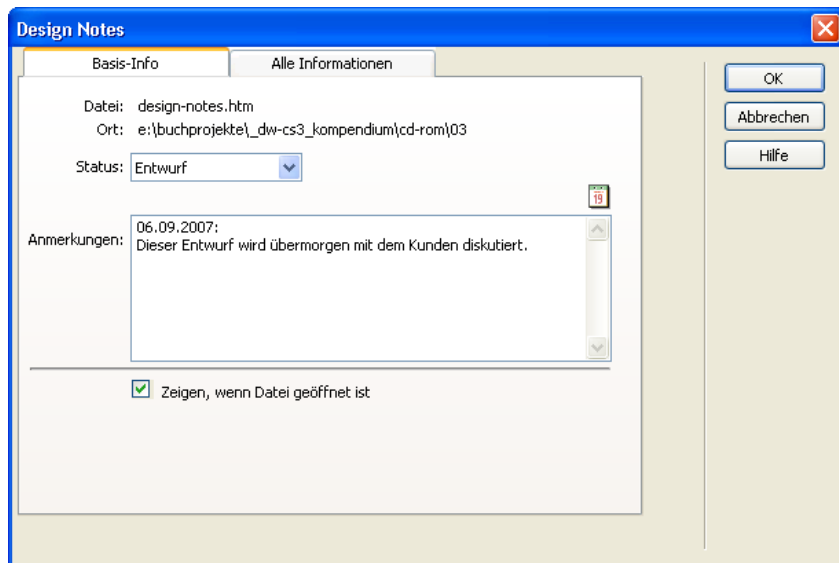 Design Notes
Basis-Info
Alle Informationen
Datei: design-notes.htm
Ort: e:\buchprojekte\_dw-cs3_kompendium\cd-rom\03
Status: Entwurf
19
Anmerkungen:
06.09.2007:
Dieser Entwurf wird übermorgen mit dem Kunden diskutiert.
Zeigen, wenn Datei geöffnet ist
OK
Abbrechen
Hilfe